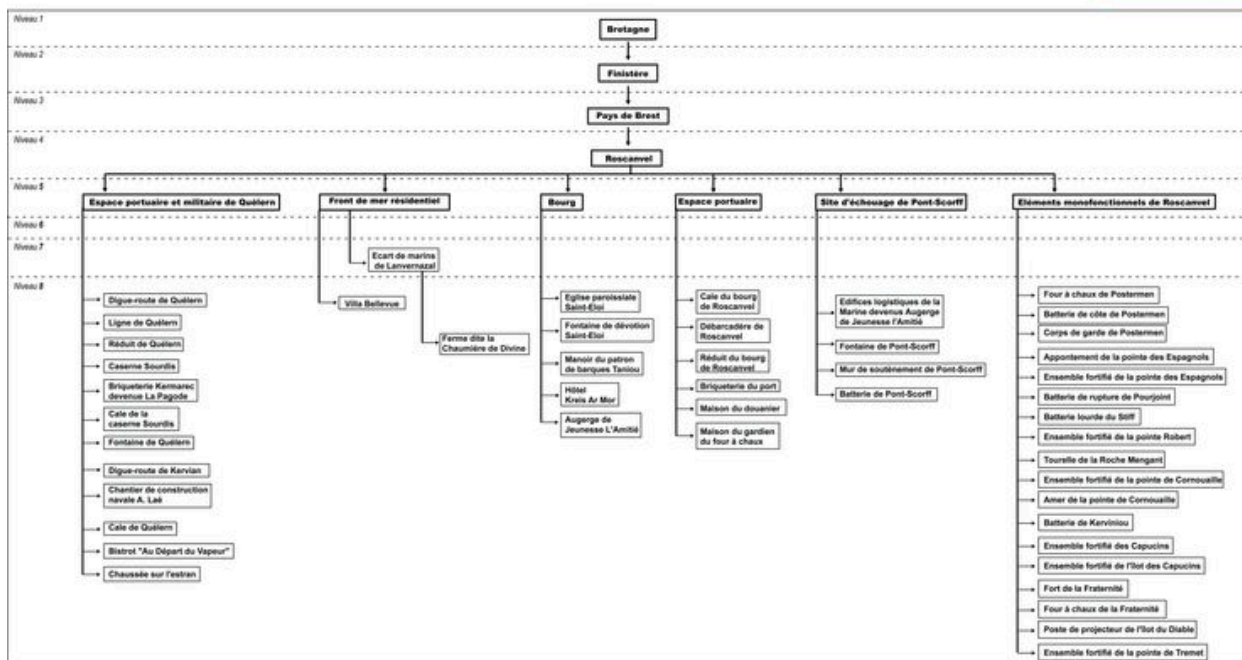 Niveau 1
Bretagne
Niveau 2
Finistère
Niveau 3
Pays de Brest
Niveau 4
Roscanvel
Niveau 5
Espace portuaire et militaire de Quélern
Front de mer résidentiel
Bourg
Espace portuaire
Site d'échouage de Pont-Scorff
Eléments monofonctionnels de Roscanvel
Niveau 6
Niveau 7
Ecart de marins
de Lanvernazal
Niveau 8
Digue-route de Quélern
Ligne de Quélern
Réduit de Quélern
Caserne Sourdis
Briqueterie Kermarec
devenue La Pagode
Cale de la
caserne Sourdis
Fontaine de Quélern
Digue-route de Kervian
Chantier de construction
navale A. Laé
Cale de Quélern
Bistrot "Au Départ du Vapeur"
Chaussée sur l'estran
Villa Bellevue
Ferme dite la
Chaumière de Divine
Eglise paroissiale
Saint-Eloi
Fontaine de dévotion
Saint-Eloi
Manoir du patron
de barques Taniou
Hôtel
Kreis Ar Mor
Augerge de
Jeunesse L'Amitié
Cale du bourg
de Roscanvel
Débarcadère de
Roscanvel
Réduit du bourg
de Roscanvel
Briqueterie du port
Maison du douanier
Maison du gardien
du four à chaux
Edifices logistiques de la
Marine devenus Augerge
de Jeunesse l'Amitié
Fontaine de Pont-Scorff
Mur de soutènement de Pont-Scorff
Batterie de Pont-Scorff
Four à chaux de Postermen
Batterie de côte de Postermen
Corps de garde de Postermen
Appontement de la pointe des Espagnols
Ensemble fortifié de la pointe des Espagnols
Batterie de rupture de Pourjoint
Batterie lourde du Stiff
Ensemble fortifié de la pointe Robert
Tourelle de la Roche Mengant
Ensemble fortifié de la pointe de Cornouaille
Amer de la pointe de Cornouaille
Batterie de Kerviniou
Ensemble fortifié des Capucins
Ensemble fortifié de l'îlot des Capucins
Fort de la Fraternité
Four à chaux de la Fraternité
Poste de projecteur de l'îlot du Diable
Ensemble fortifié de la pointe de Tremet